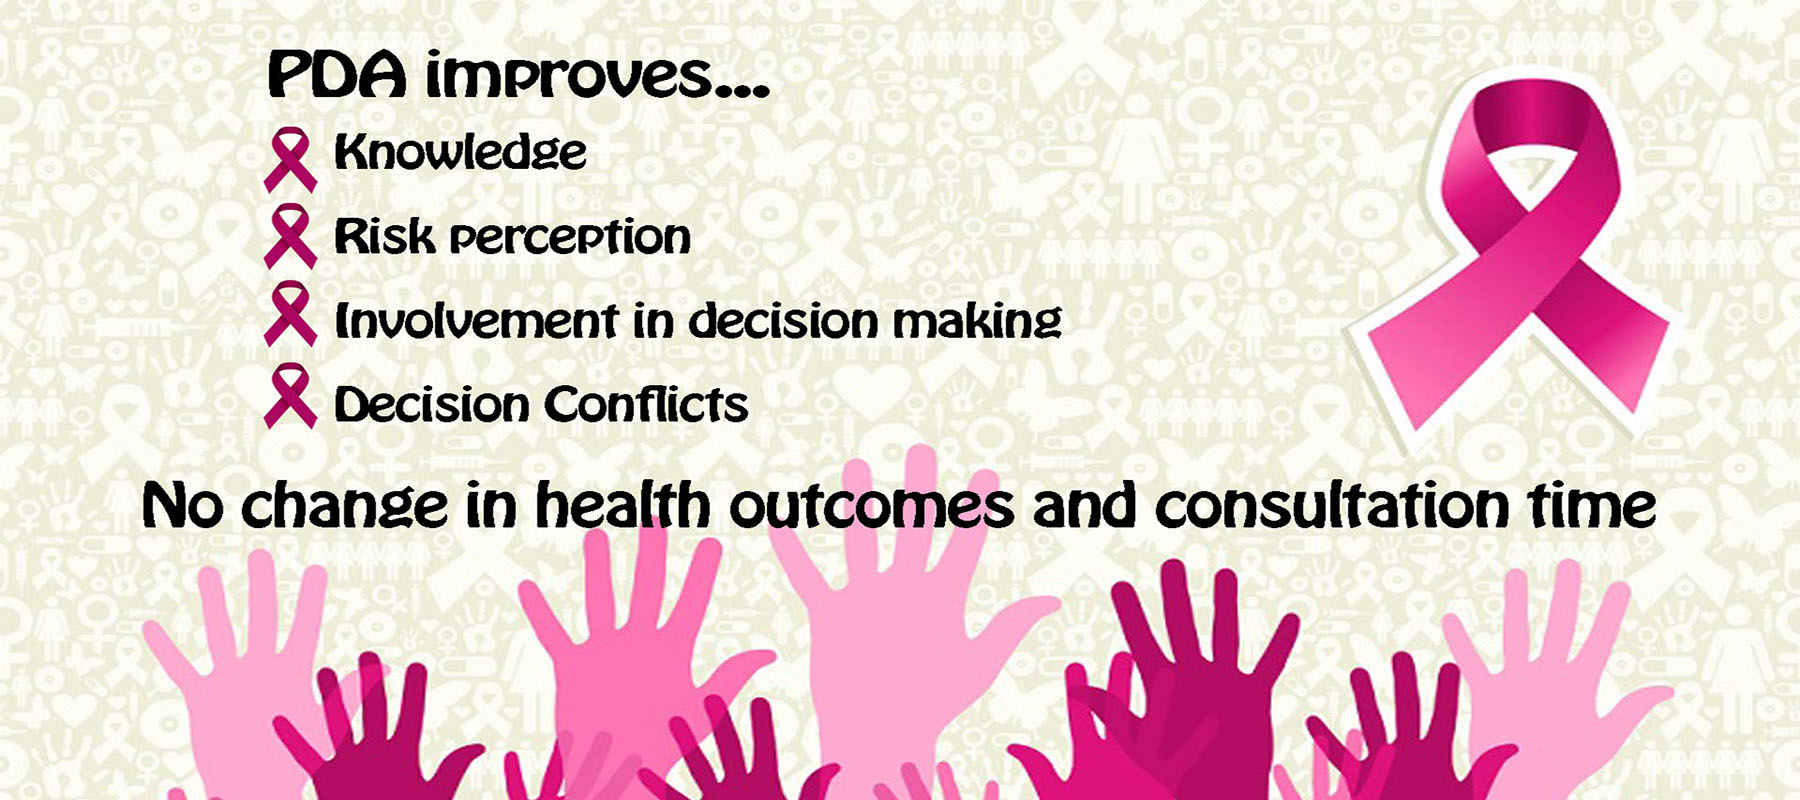 PDA improves...
Knowledge
Risk perception
Involvement in decision making
Decision Conflicts
No change in health outcomes and consultation time